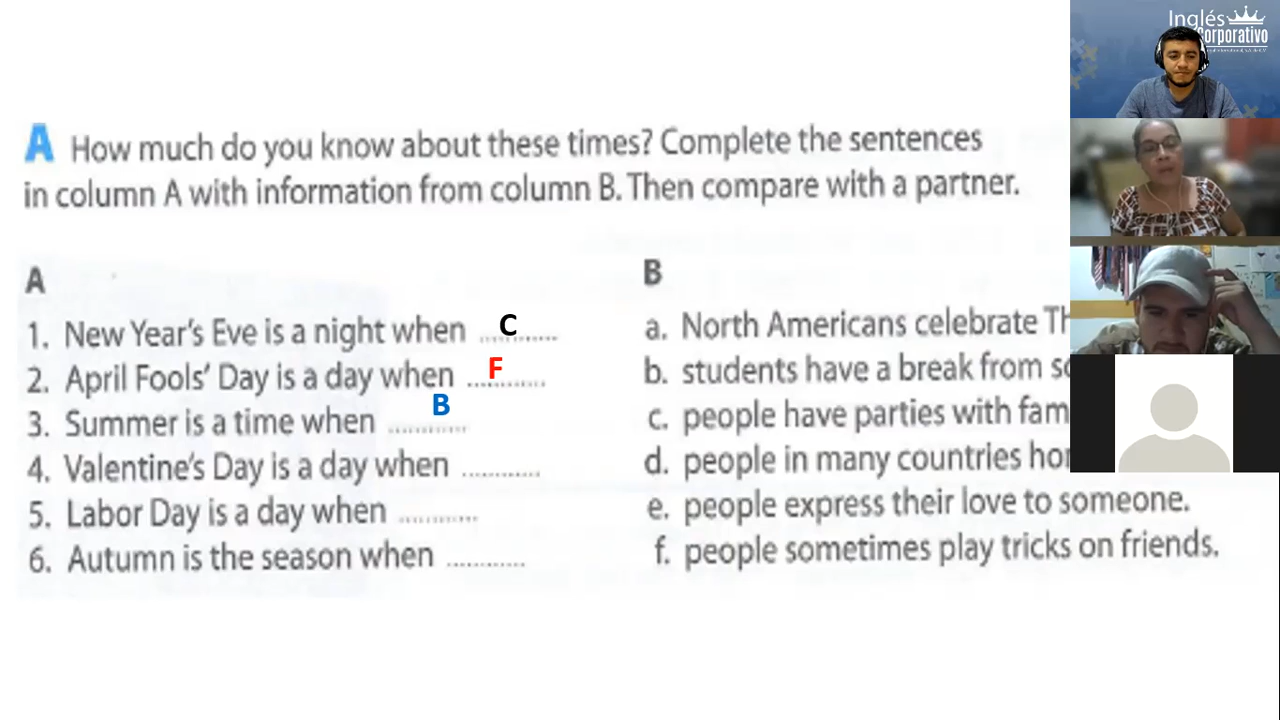 Inglés
Corporativo
A How much do you know about these times? Complete the sentences
in column A with information from column B. Then compare with a partner.
A
1. New Year's Eve is a night when C
2. April Fools' Day is a day when F
3. Summer is a time when B
4. Valentine's Day is a day when ............
5. Labor Day is a day when ............
6. Autumn is the season when ............
B
a. North Americans celebrate
b. students have a break from
c. people have parties with
d. people in many countries
e. people express their love to someone.
f. people sometimes play tricks on friends.